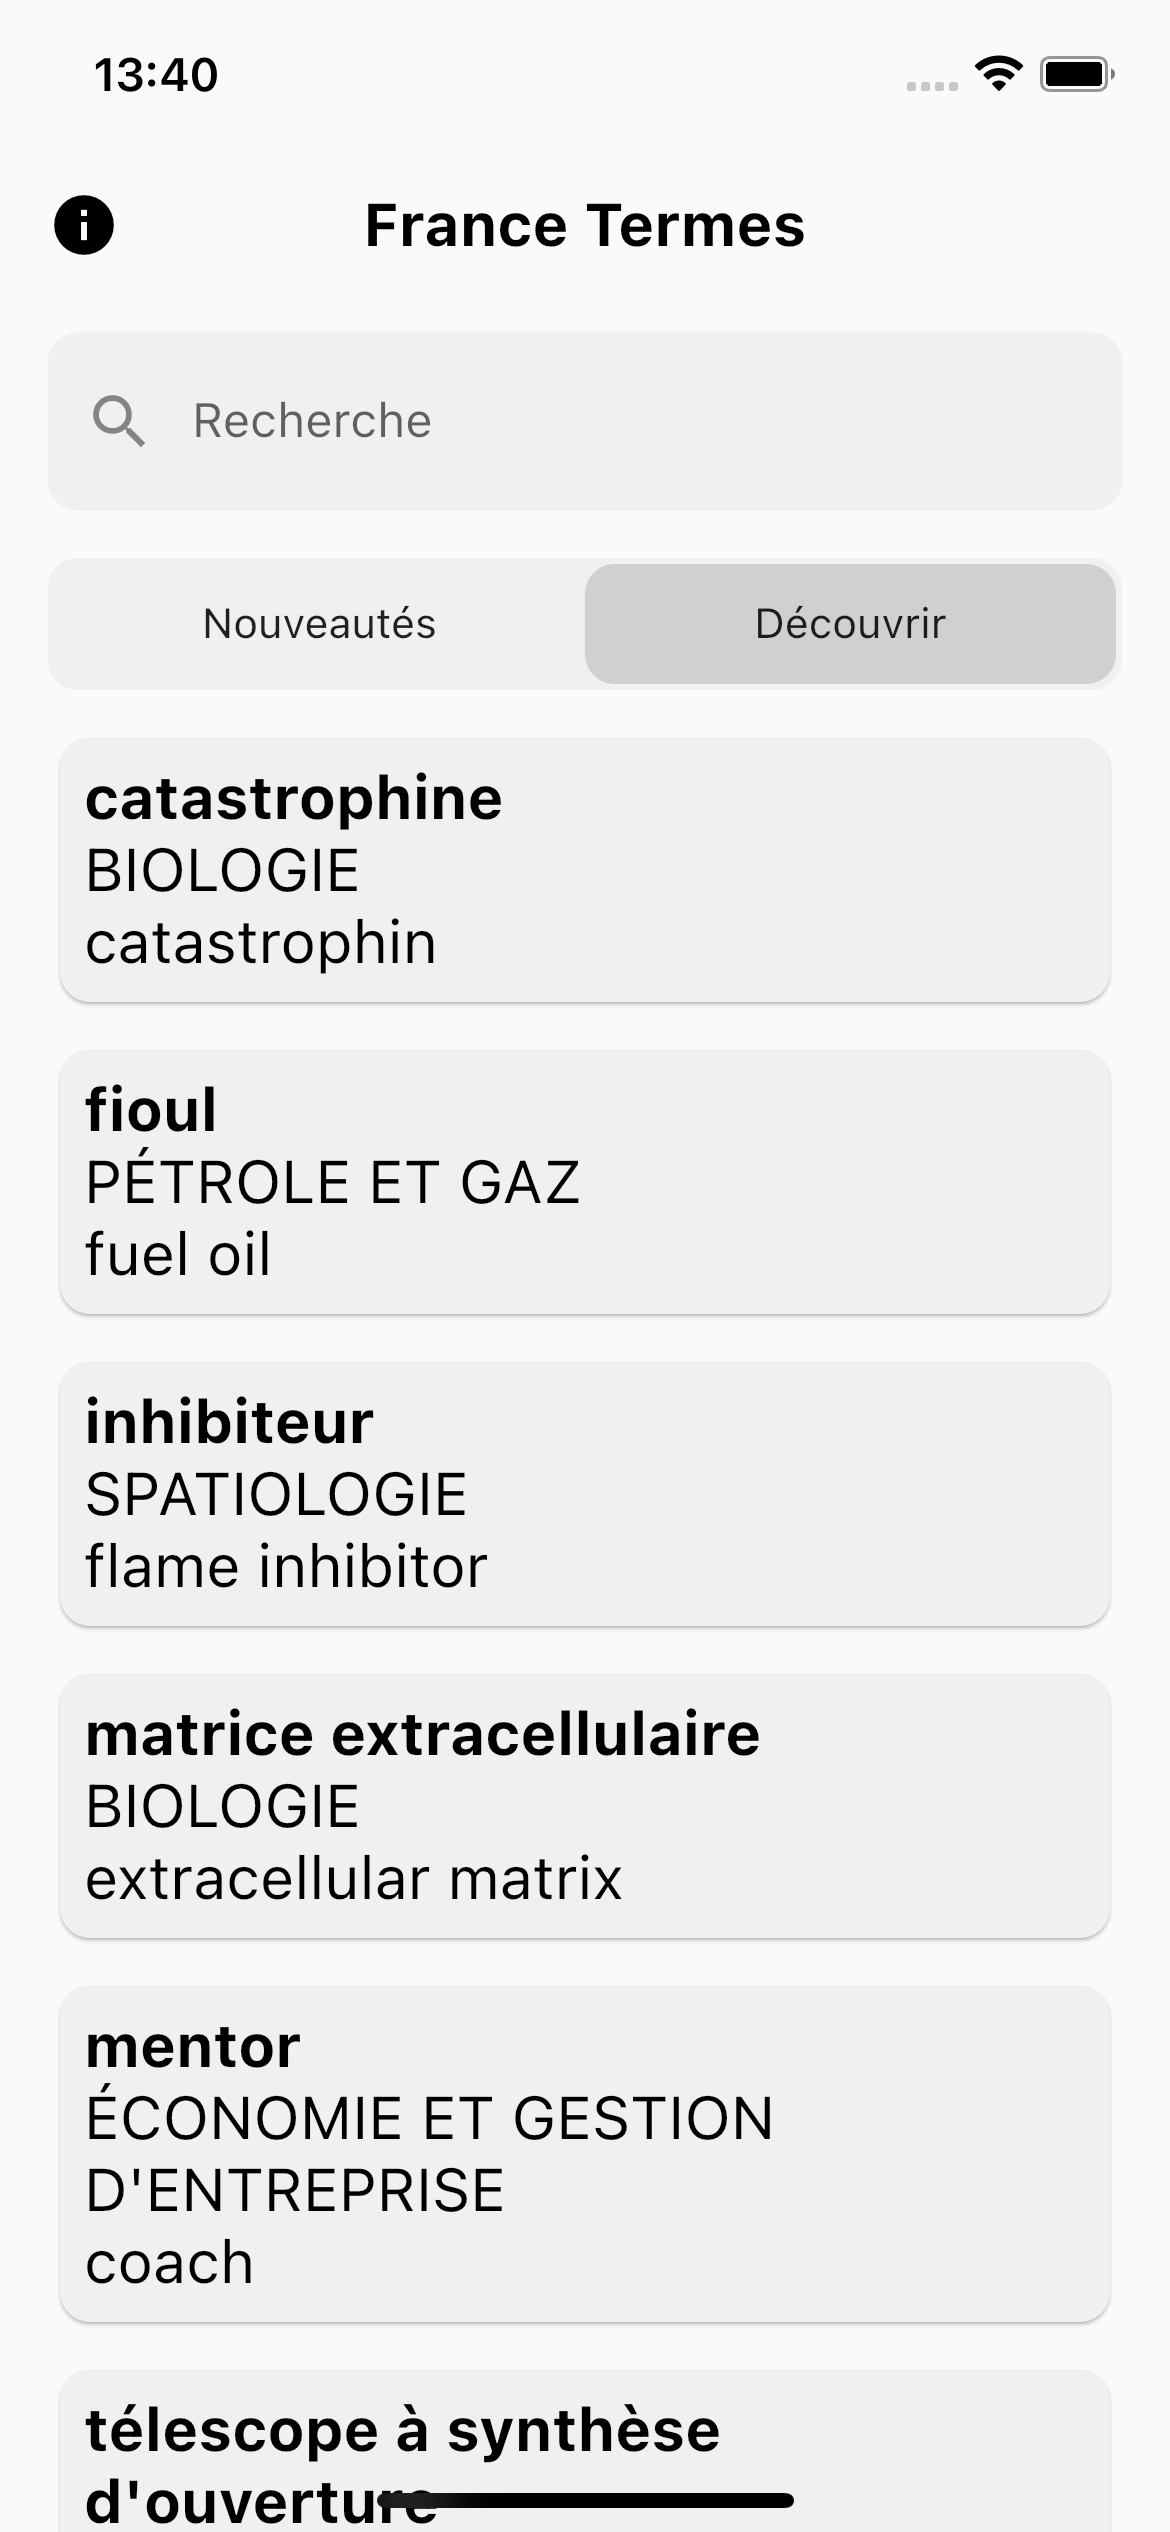 13:40
France Termes
Recherche
Nouveautés
Découvrir
catastrophine
BIOLOGIE
catastrophin
fioul
PÉTROLE ET GAZ
fuel oil
inhibiteur
SPATIOLOGIE
flame inhibitor
matrice extracellulaire
BIOLOGIE
extracellular matrix
mentor
ÉCONOMIE ET GESTION
D'ENTREPRISE
coach
télescope à synthèse
d'ouverture